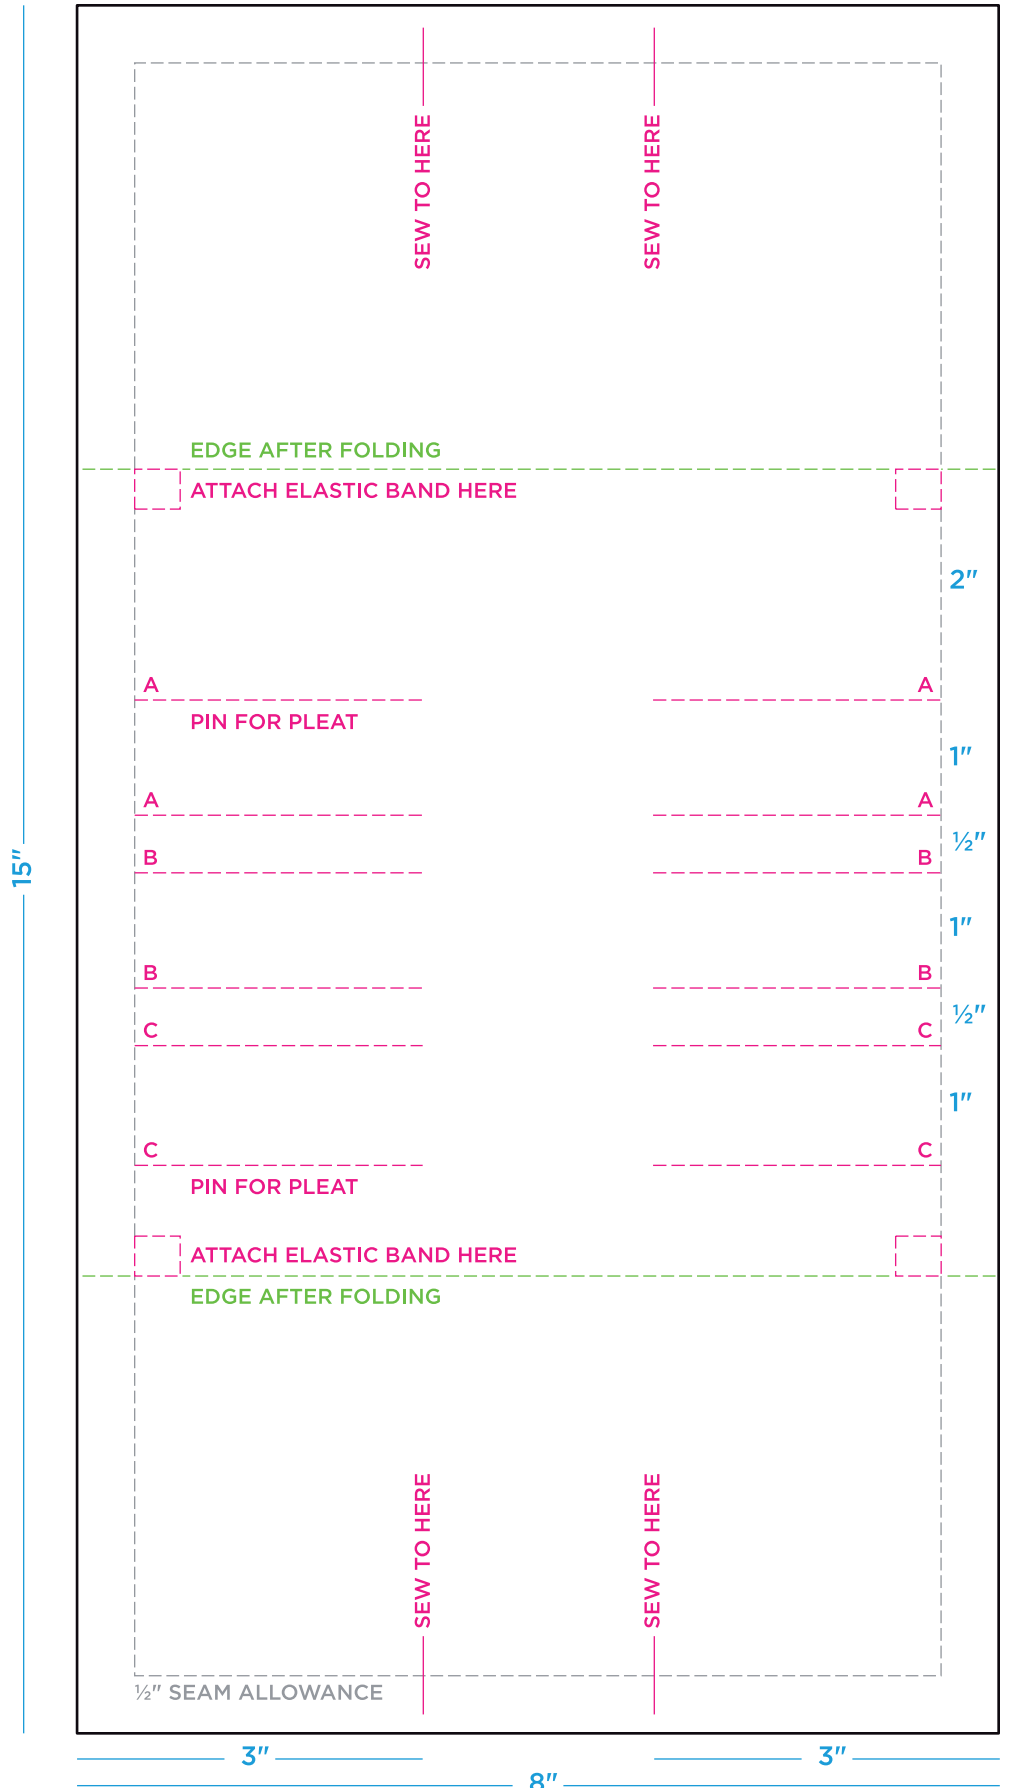 SEW TO HERE
SEW TO HERE
EDGE AFTER FOLDING
ATTACH ELASTIC BAND HERE
2"
A
A
PIN FOR PLEAT
1"
A
A
½"
15"
B
B
1"
B
B
½"
C
C
1"
C
C
PIN FOR PLEAT
ATTACH ELASTIC BAND HERE
EDGE AFTER FOLDING
SEW TO HERE
SEW TO HERE
½" SEAM ALLOWANCE
3"
3"
8"